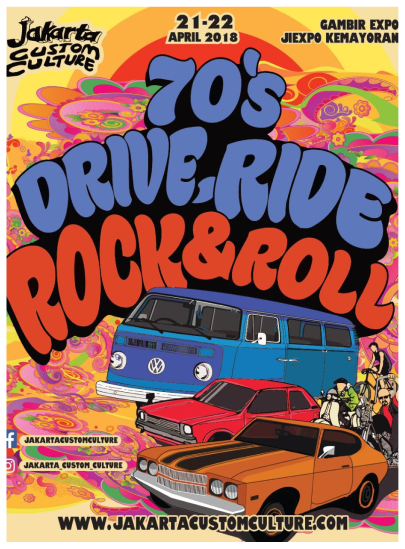 Jakarta
CUSTOM
CULTURE
21-22
APRIL 2018
GAMBIR EXPO
JIEXPO KEMAYORAN
70's
DRIVE, RIDE
ROCK&ROLL
VW
f JAKARTACUSTOMCULTURE
JAKARTA_CUSTOM_CULTURE
WWW.JAKARTACUSTOMCULTURE.COM